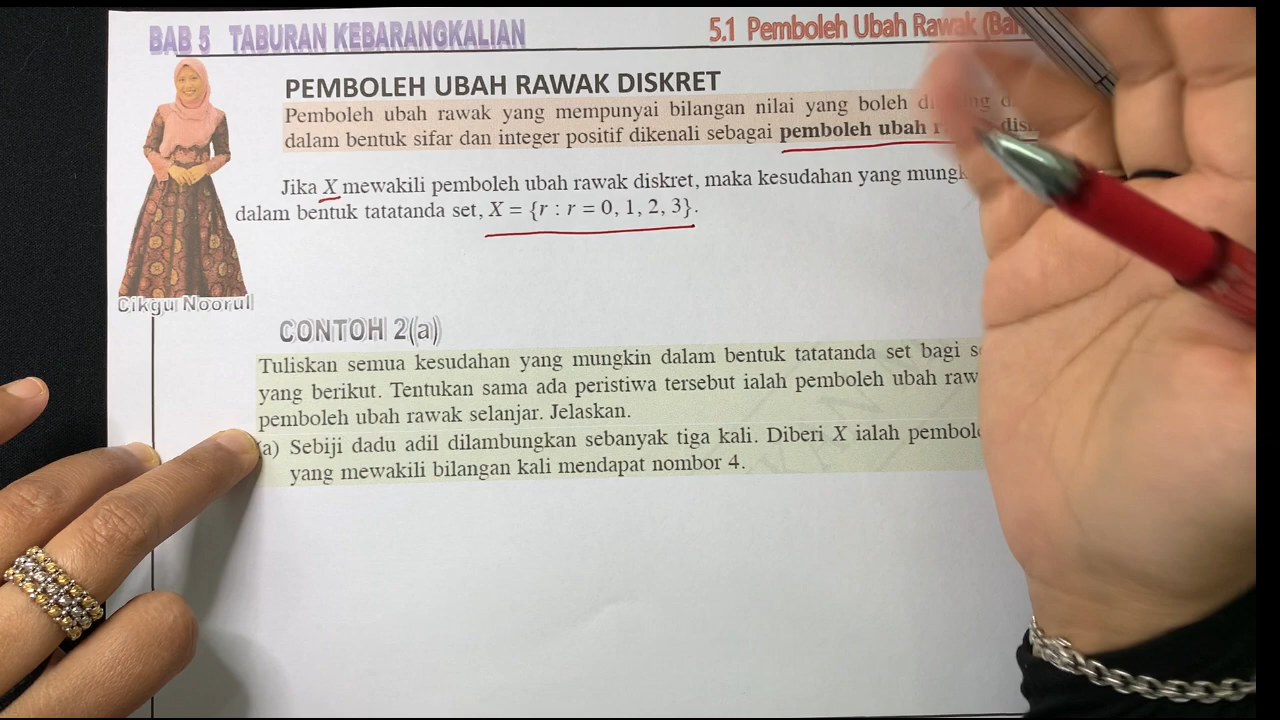 BAB 5 TABURAN KEBARANGKALIAN
5.1 Pemboleh Ubah Rawak
PEMBOLEH UBAH RAWAK DISKRET
Pemboleh ubah rawak yang mempunyai bilangan nilai yang boleh
dalam bentuk sifar dan integer positif dikenali sebagai pemboleh ubah
Jika X mewakili pemboleh ubah rawak diskret, maka kesudahan yang
dalam bentuk tatatanda set, X = {r : r = 0, 1, 2, 3}.
Cikgu Noorul
CONTOH 2(a)
Tuliskan semua kesudahan yang mungkin dalam bentuk tatatanda set bagi
yang berikut. Tentukan sama ada peristiwa tersebut ialah pemboleh ubah
pemboleh ubah rawak selanjar. Jelaskan.
(a) Sebiji dadu adil dilambungkan sebanyak tiga kali. Diberi X ialah
yang mewakili bilangan kali mendapat nombor 4.